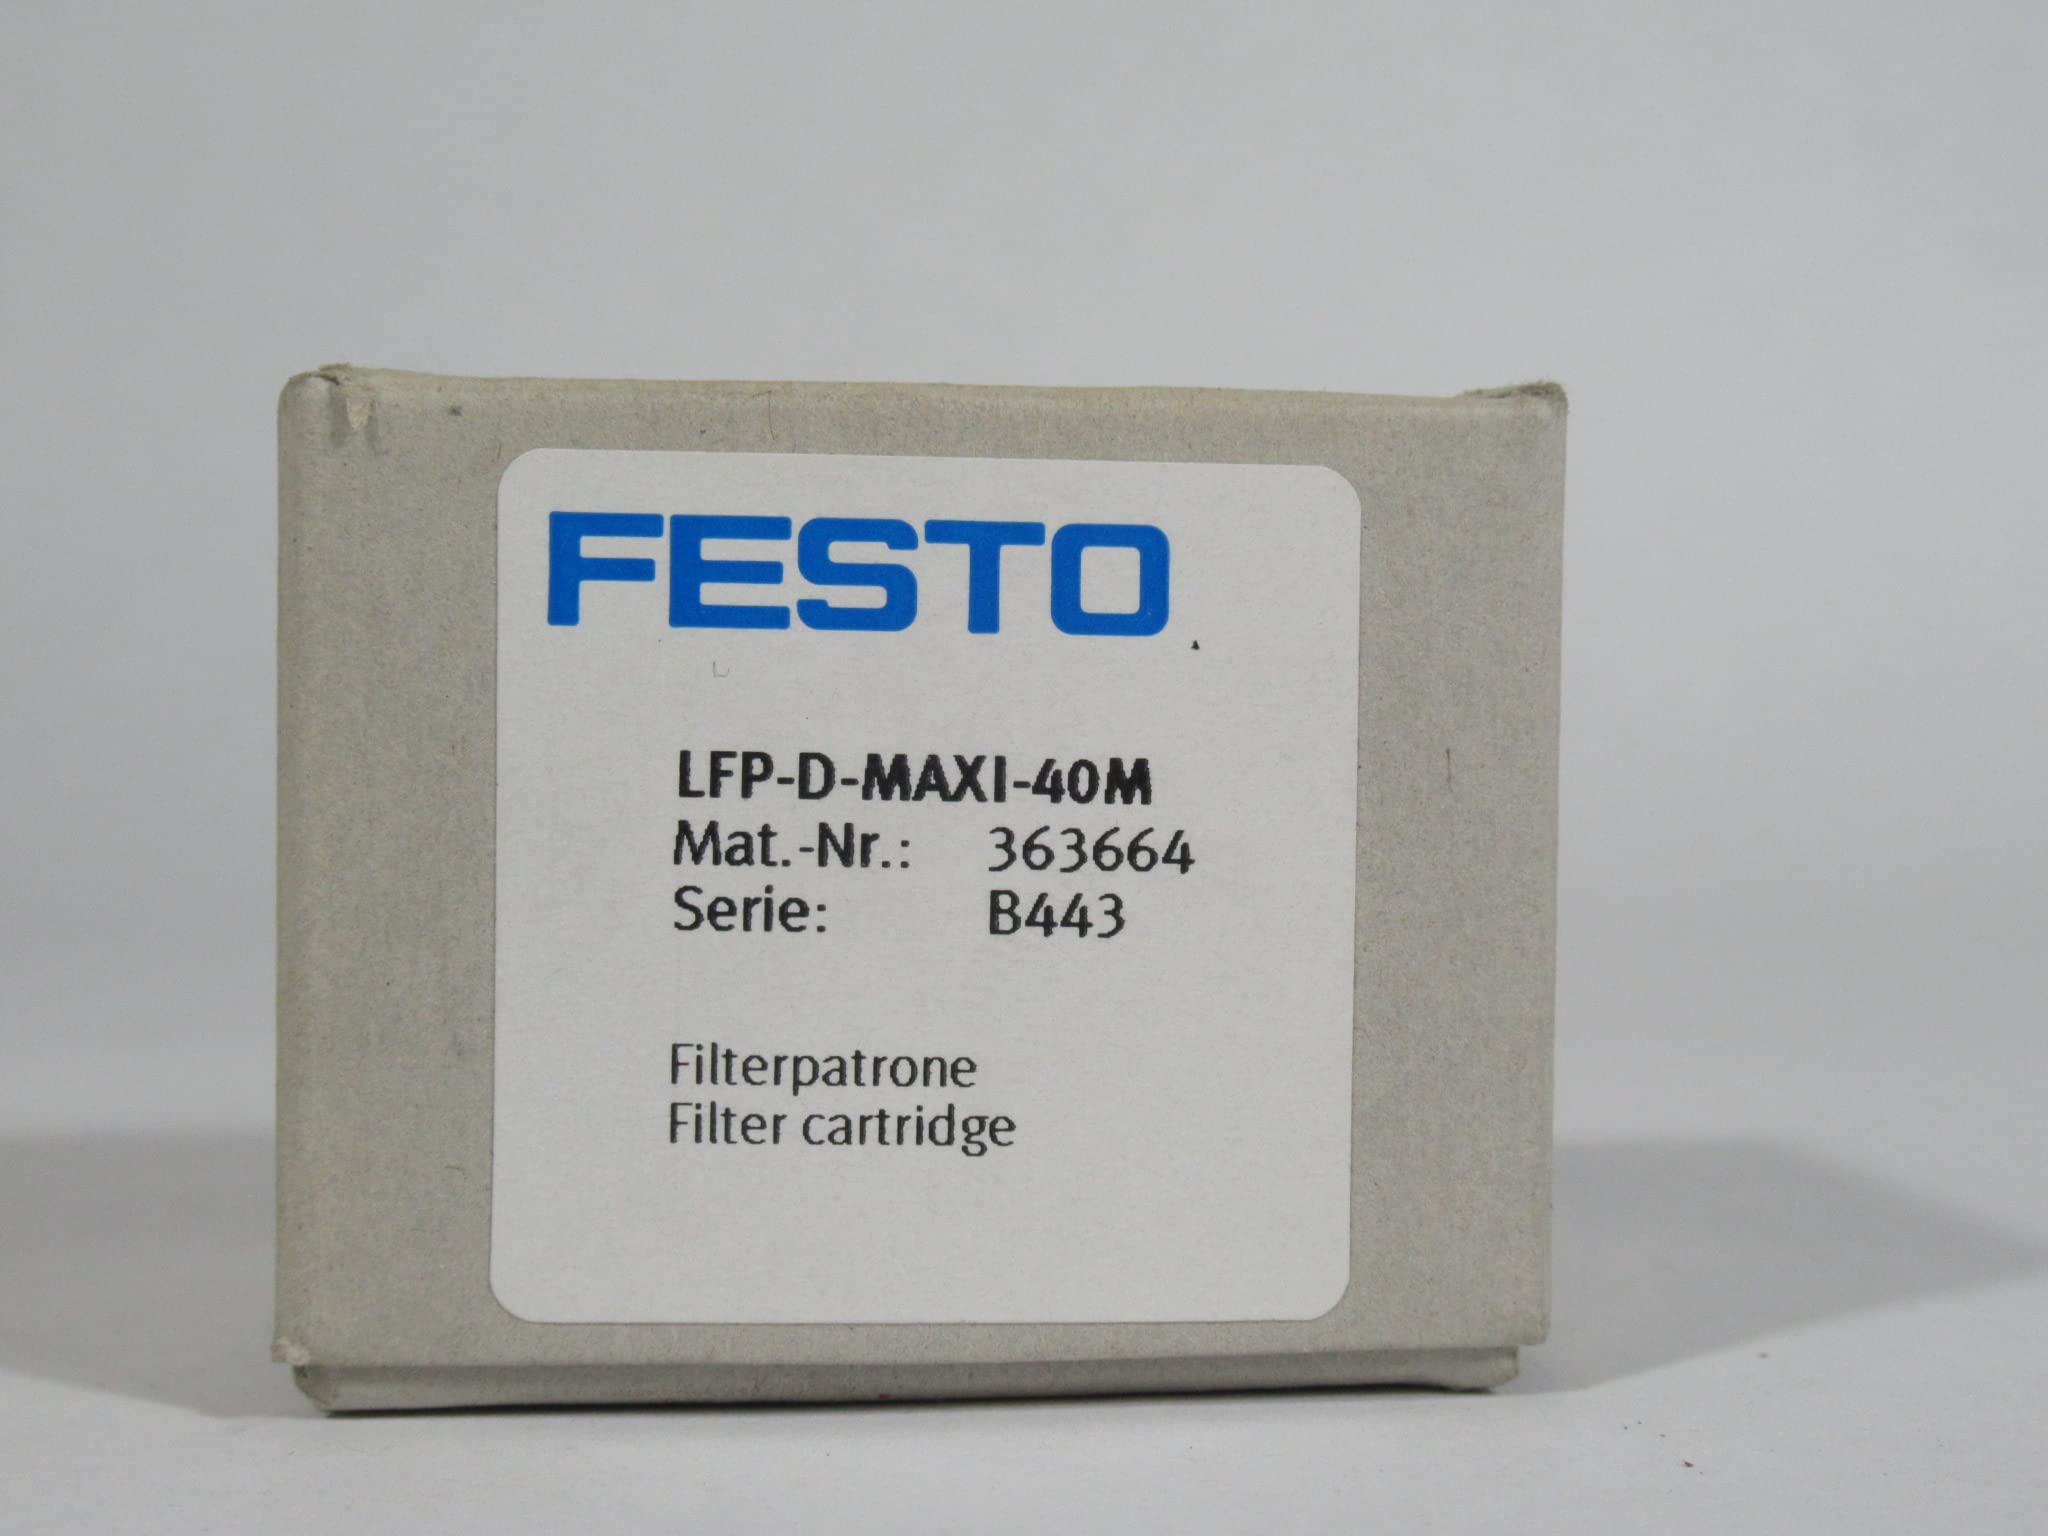 FESTO
LFP-D-MAXI-40M
Mat.-Nr.: 363664
Serie: B443
Filterpatrone
Filter cartridge